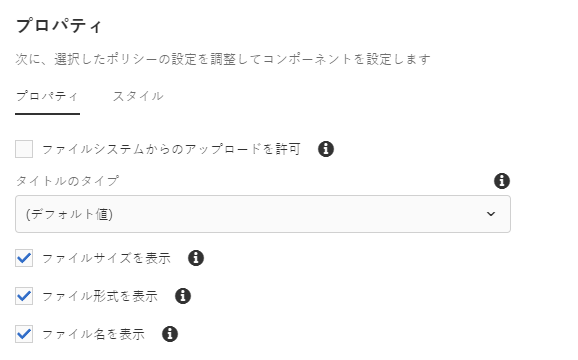 プロパティ
次に、選択したポリシーの設定を調整してコンポーネントを設定します
プロパティ スタイル
ファイルシステムからのアップロードを許可
タイトルのタイプ
(デフォルト値)
ファイルサイズを表示
ファイル形式を表示
ファイル名を表示